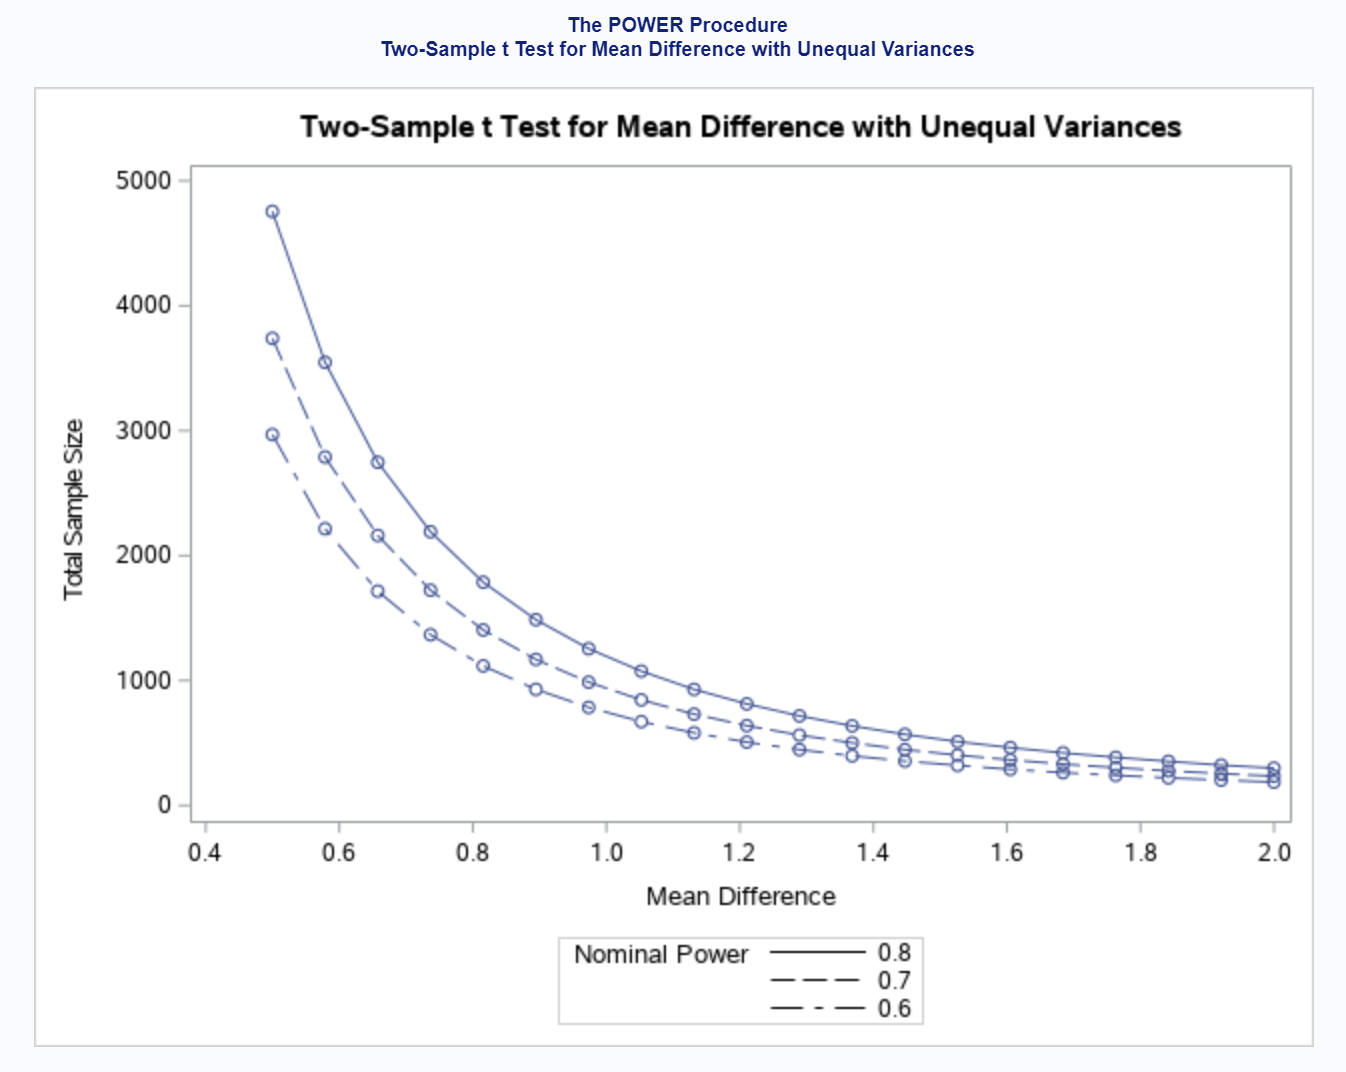 The POWER Procedure
Two-Sample t Test for Mean Difference with Unequal Variances
Two-Sample t Test for Mean Difference with Unequal Variances
5000
4000
3000
2000
1000
0
Total Sample Size
0.4 0.6 0.8 1.0 1.2 1.4 1.6 1.8 2.0
Mean Difference
Nominal Power 0.8
0.7
0.6